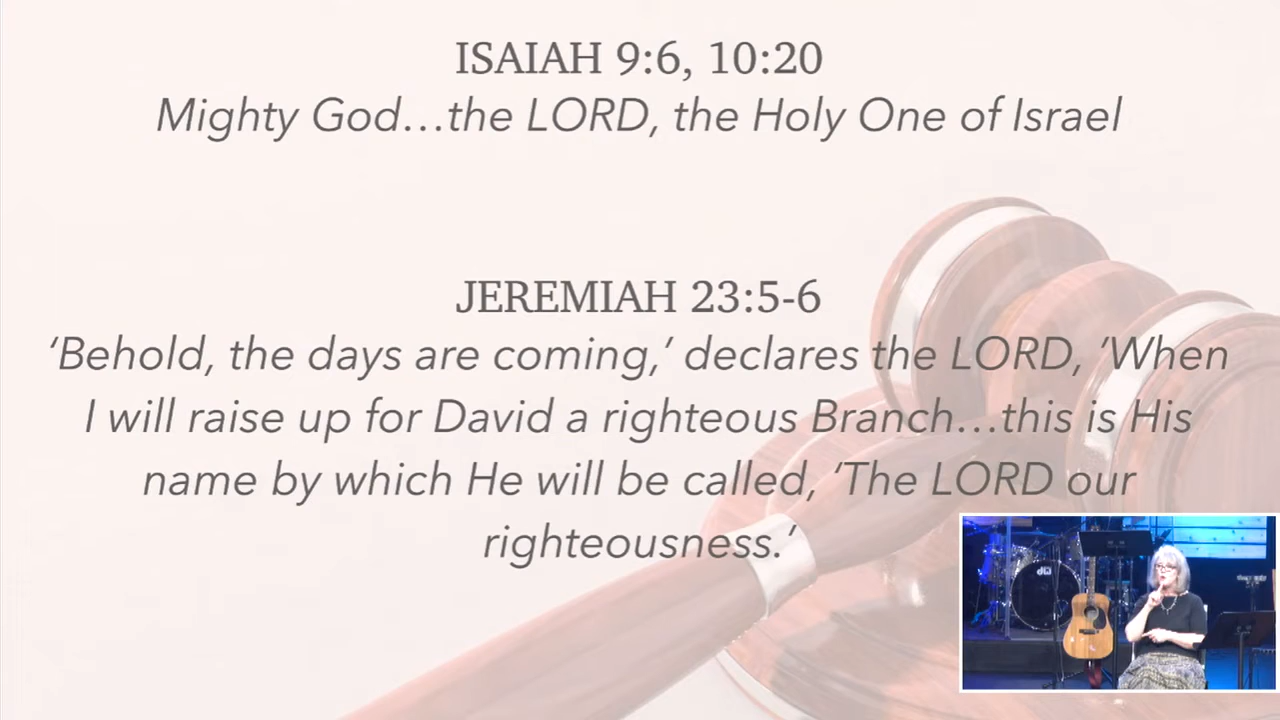 ISAIAH 9:6, 10:20
Mighty God…the LORD, the Holy One of Israel
JEREMIAH 23:5-6
‘Behold, the days are coming,’ declares the LORD, ‘When
I will raise up for David a righteous Branch…this is His
name by which He will be called, ‘The LORD our
righteousness.’